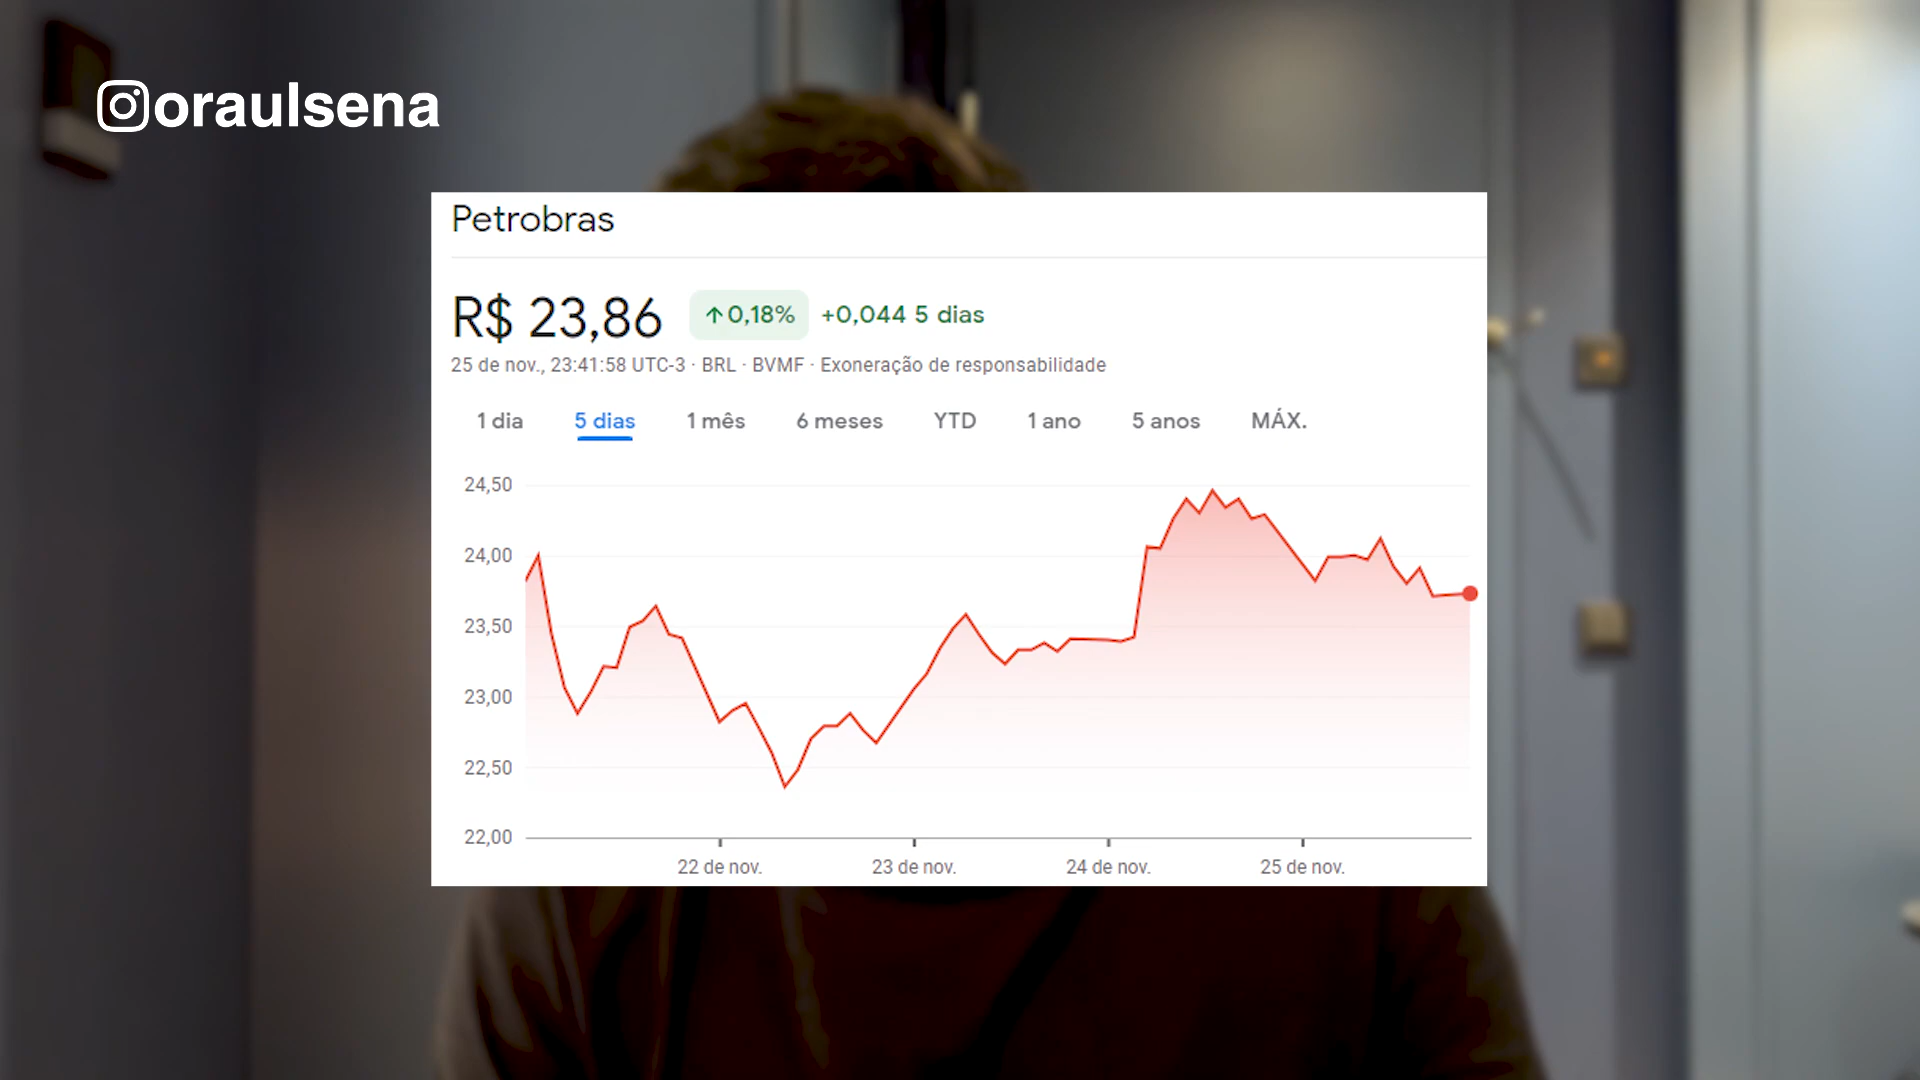 oraulsena
Petrobras
R$ 23,86 ↑0,18% +0,044 5 dias
25 de nov., 23:41:58 UTC-3 · BRL · BVMF · Exoneração de responsabilidade
1 dia 5 dias 1 mês 6 meses YTD 1 ano 5 anos MÁX.
24,50
24,00
23,50
23,00
22,50
22,00
22 de nov. 23 de nov. 24 de nov. 25 de nov.